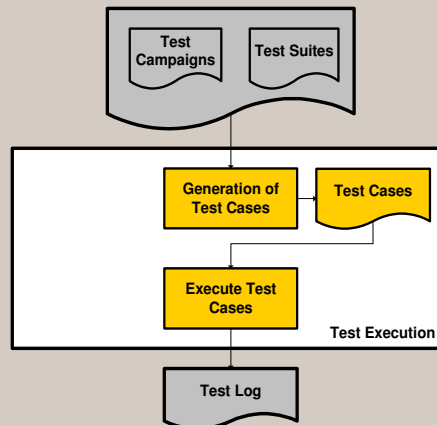 Test
Campaigns
Test Suites
Generation of
Test Cases
Test Cases
Execute Test
Cases
Test Execution
Test Log